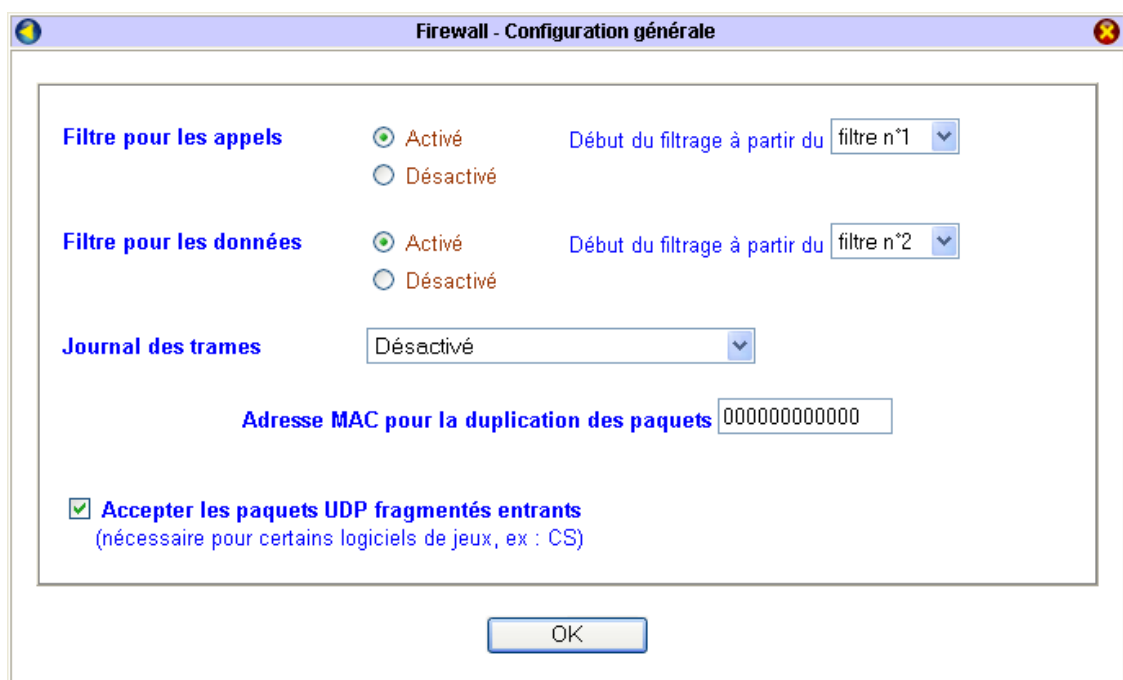 Firewall - Configuration générale
Filtre pour les appels Activé Début du filtrage à partir du filtre n°1
Désactivé
Filtre pour les données Activé Début du filtrage à partir du filtre n°2
Désactivé
Journal des trames Désactivé
Adresse MAC pour la duplication des paquets 000000000000
Accepter les paquets UDP fragmentés entrants
(nécessaire pour certains logiciels de jeux, ex : CS)
OK